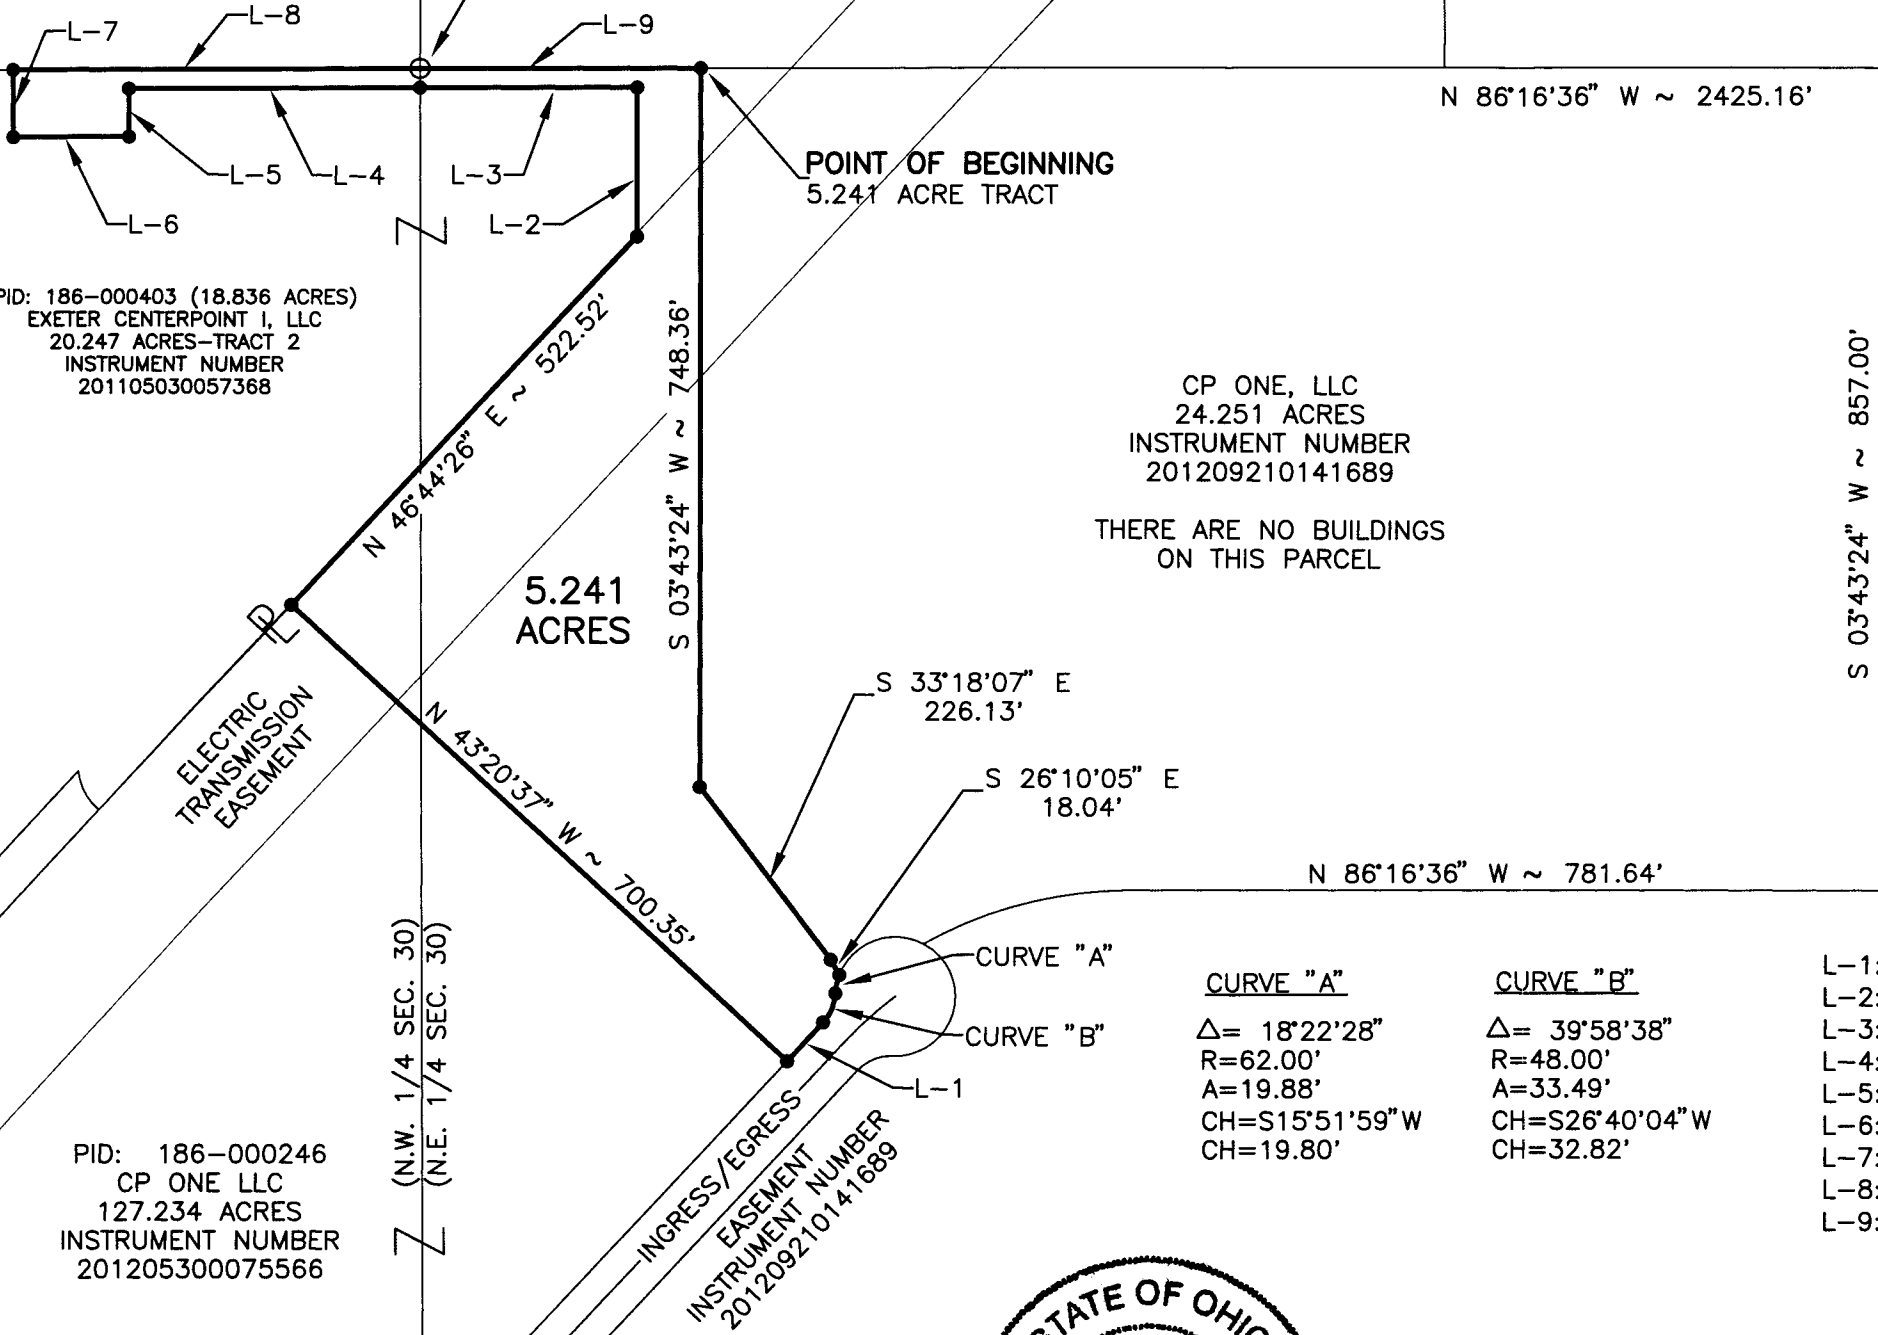 L-7
L-8
L-9
N 86°16'36" W ~ 2425.16'
POINT OF BEGINNING
5.241 ACRE TRACT
L-5
L-4
L-3
L-6
L-2
PID: 186-000403 (18.836 ACRES)
EXETER CENTERPOINT I, LLC
20.247 ACRES-TRACT 2
INSTRUMENT NUMBER
201105030057368
N 46°44'26" E ~ 522.52'
S 03°43'24" W ~ 748.36'
CP ONE, LLC
24.251 ACRES
INSTRUMENT NUMBER
201209210141689
THERE ARE NO BUILDINGS
ON THIS PARCEL
S 03°43'24" W ~ 857.00'
5.241
ACRES
PL
ELECTRIC
TRANSMISSION
EASEMENT
N 43°20'37" W ~ 700.35'
S 33°18'07" E
226.13'
S 26°10'05" E
18.04'
N 86°16'36" W ~ 781.64'
(N.W. 1/4 SEC. 30)
(N.E. 1/4 SEC. 30)
CURVE "A"
CURVE "B"
L-1
INGRESS/EGRESS
EASEMENT
INSTRUMENT NUMBER
201209210141689
CURVE "A"
Δ= 18°22'28"
R=62.00'
A=19.88'
CH=S15°51'59"W
CH=19.80'
CURVE "B"
Δ= 39°58'38"
R=48.00'
A=33.49'
CH=S26°40'04"W
CH=32.82'
L-1:
L-2:
L-3:
L-4:
L-5:
L-6:
L-7:
L-8:
L-9:
PID: 186-000246
CP ONE LLC
127.234 ACRES
INSTRUMENT NUMBER
201205300075566
STATE OF OHIO